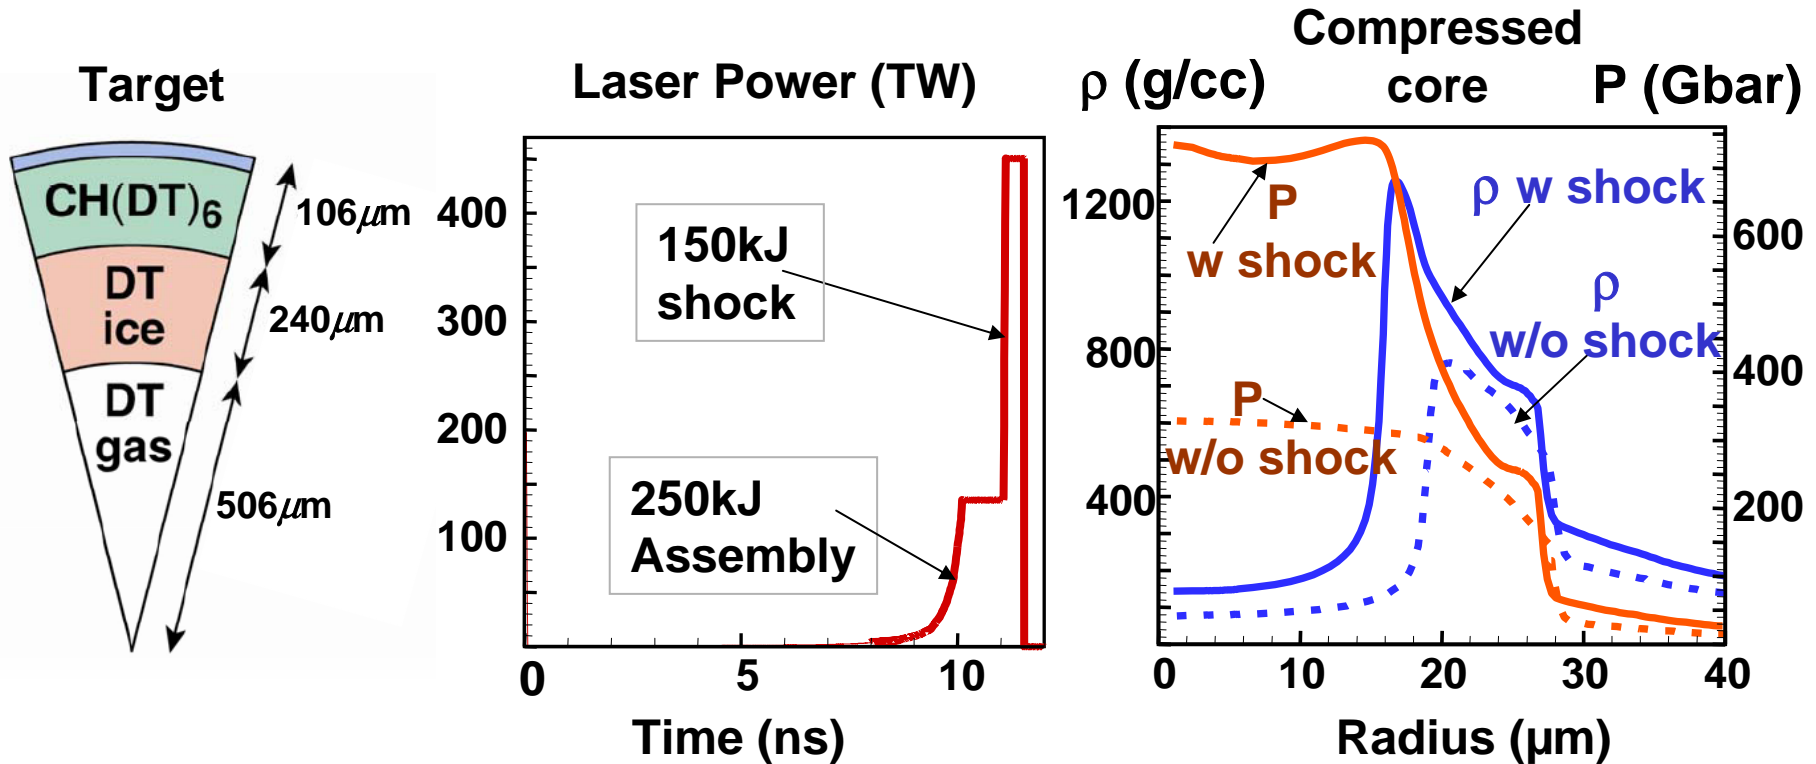 Target
CH(DT)6
DT
ice
DT
gas
106μm
240μm
506μm
Laser Power (TW)
400
300
200
100
150kJ
shock
250kJ
Assembly
0
5
10
Time (ns)
Compressed
core
ρ (g/cc)
P (Gbar)
1200
800
400
600
400
200
P
w shock
ρ w shock
ρ
w/o shock
P
w/o shock
0
10
20
30
40
Radius (μm)